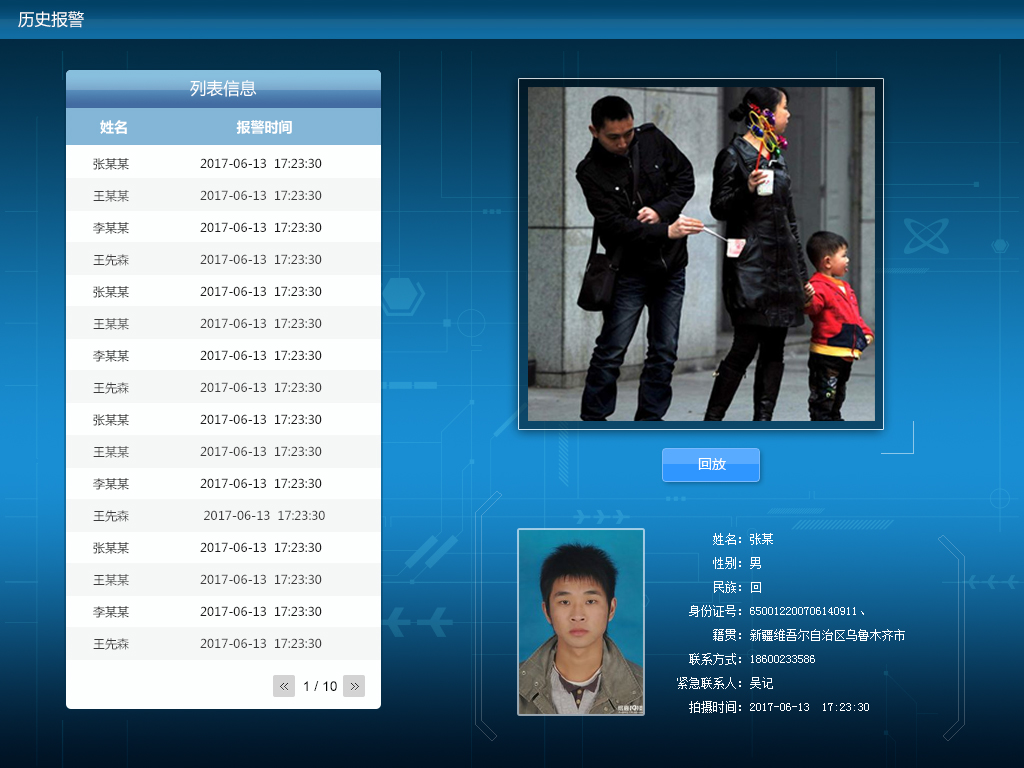 历史报警
列表信息
姓名 报警时间
张某某 2017-06-13 17:23:30
王某某 2017-06-13 17:23:30
李某某 2017-06-13 17:23:30
王先森 2017-06-13 17:23:30
张某某 2017-06-13 17:23:30
王某某 2017-06-13 17:23:30
李某某 2017-06-13 17:23:30
王先森 2017-06-13 17:23:30
张某某 2017-06-13 17:23:30
王某某 2017-06-13 17:23:30
李某某 2017-06-13 17:23:30
王先森 2017-06-13 17:23:30
张某某 2017-06-13 17:23:30
王某某 2017-06-13 17:23:30
李某某 2017-06-13 17:23:30
王先森 2017-06-13 17:23:30
« 1 / 10 »
回放
姓名：张某
性别：男
民族：回
身份证号：650012200706140911、
籍贯：新疆维吾尔自治区乌鲁木齐市
联系方式：18600233586
紧急联系人：吴记
拍摄时间：2017-06-13 17:23:30